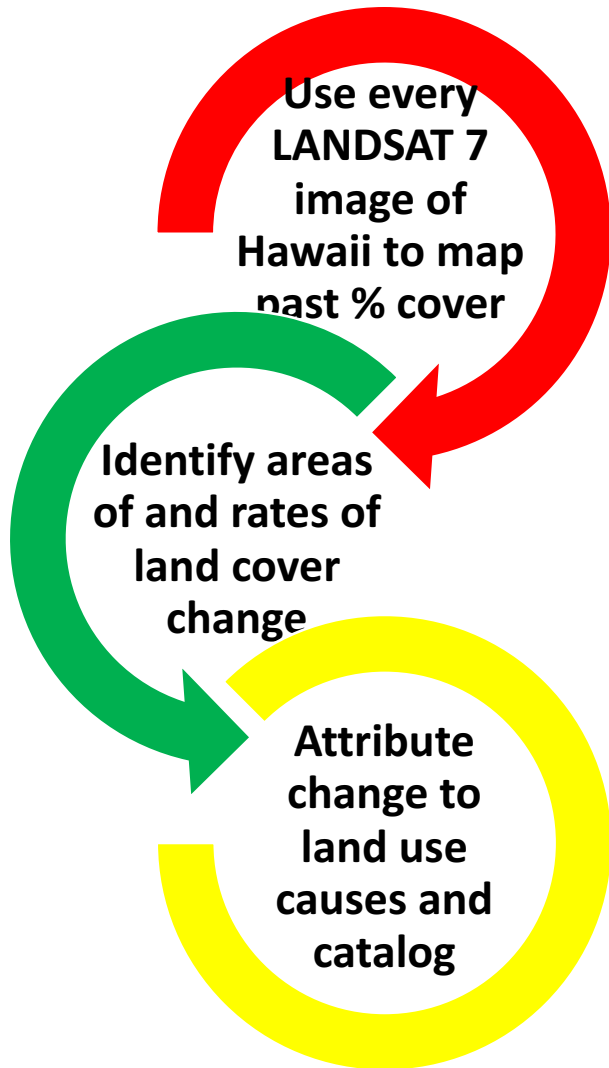 Use every
LANDSAT 7
image of
Hawaii to map
past % cover
Identify areas
of and rates of
land cover
change
Attribute
change to
land use
causes and
catalog